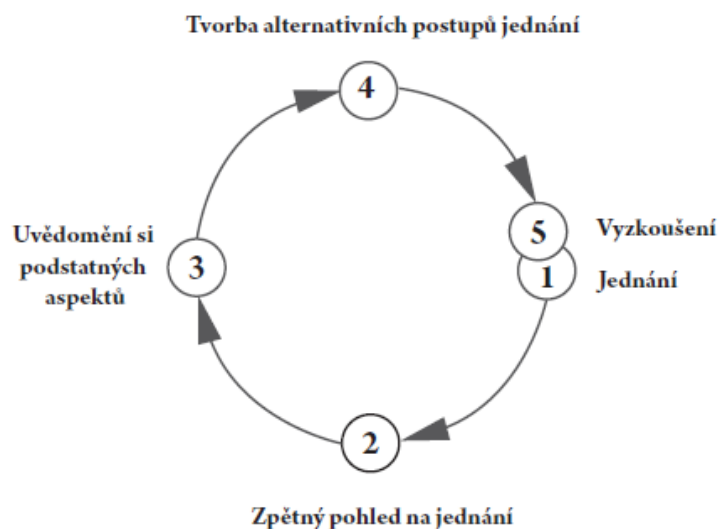 Tvorba alternativních postupů jednání
4
5
Vyzkoušení
Uvědomění si
podstatných
aspektů
3
1
Jednání
2
Zpětný pohled na jednání